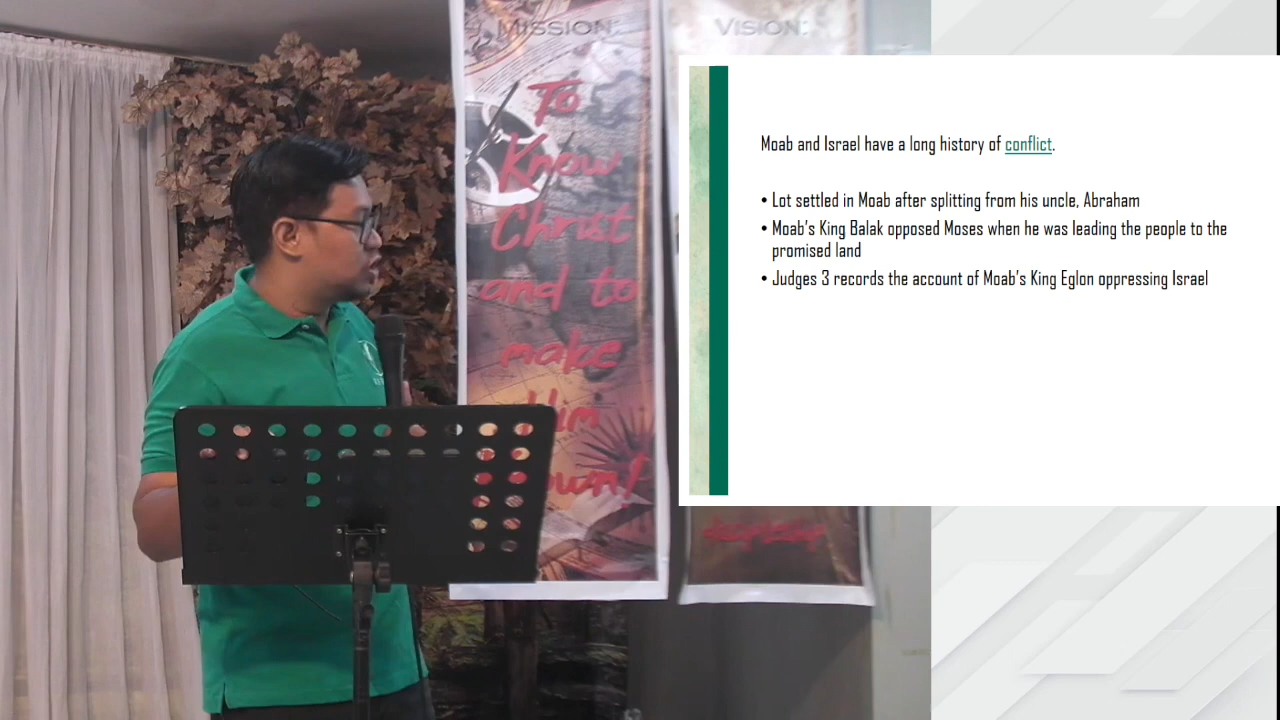 MISSION:
To
Know
Christ
and to
make
Him
VISION:
Moab and Israel have a long history of conflict.
• Lot settled in Moab after splitting from his uncle, Abraham
• Moab's King Balak opposed Moses when he was leading the people to the
promised land
• Judges 3 records the account of Moab's King Eglon oppressing Israel